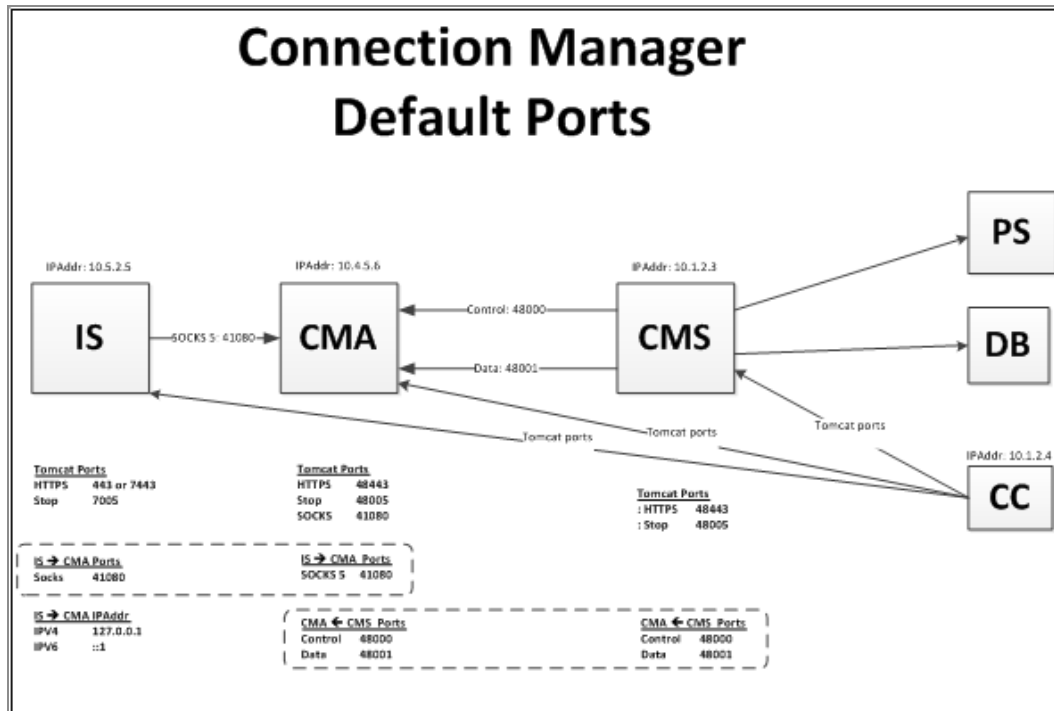 Connection Manager
Default Ports
PS
IPAddr: 10.5.2.5
IPAddr: 10.4.5.6
IPAddr: 10.1.2.3
IS
SOCKS 5: 41080
CMA
Control: 48000
Data: 48001
CMS
DB
Tomcat ports
Tomcat ports
Tomcat ports
IPAddr: 10.1.2.4
CC
Tomcat Ports
HTTPS 443 or 7443
Stop 7005
Tomcat Ports
HTTPS 48443
Stop 48005
SOCKS 41080
Tomcat Ports
: HTTPS 48443
: Stop 48005
IS → CMA Ports
Socks 41080
IS → CMA Ports
SOCKS 5 41080
IS → CMA IPAddr
IPV4 127.0.0.1
IPV6 ::1
CMA ← CMS Ports
Control 48000
Data 48001
CMA ← CMS Ports
Control 48000
Data 48001